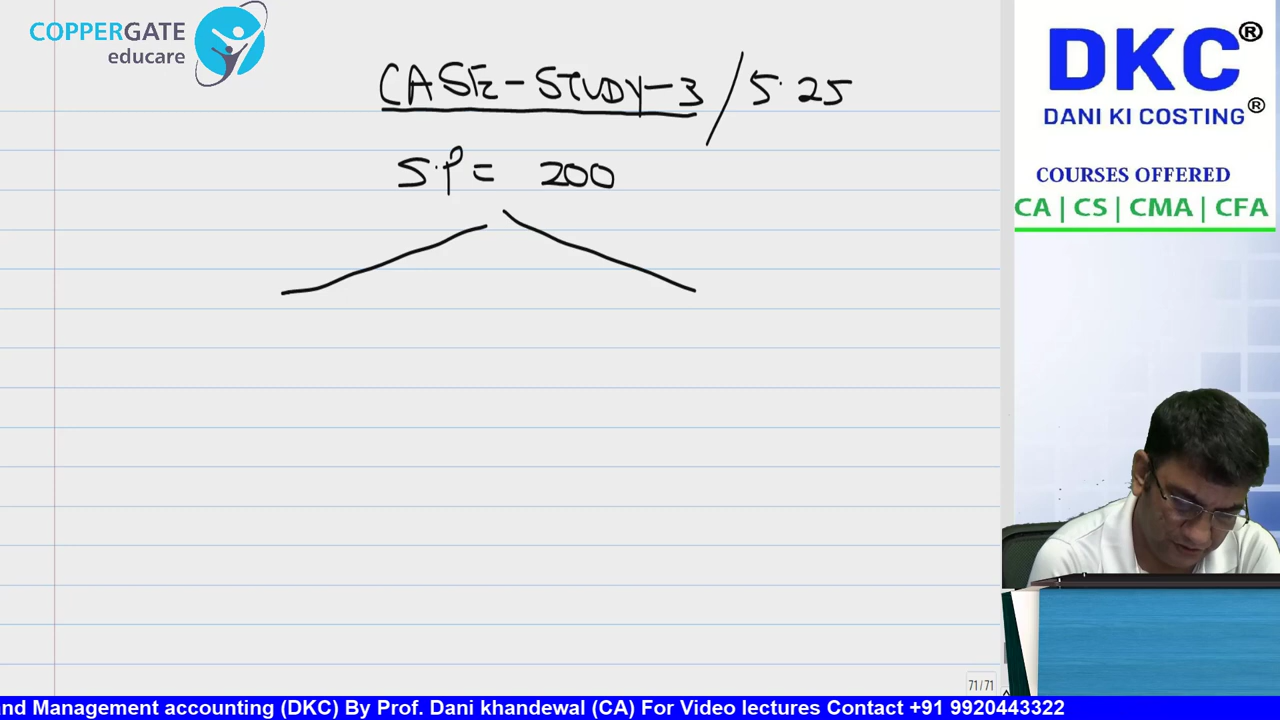 COPPERGATE
educare
CASE-STUDY-3 / 5.25
S.P = 200
DKC®
DANI KI COSTING®
COURSES OFFERED
CA | CS | CMA | CFA
71/71
nd Management accounting (DKC) By Prof. Dani khandewal (CA) For Video lectures Contact +91 9920443322